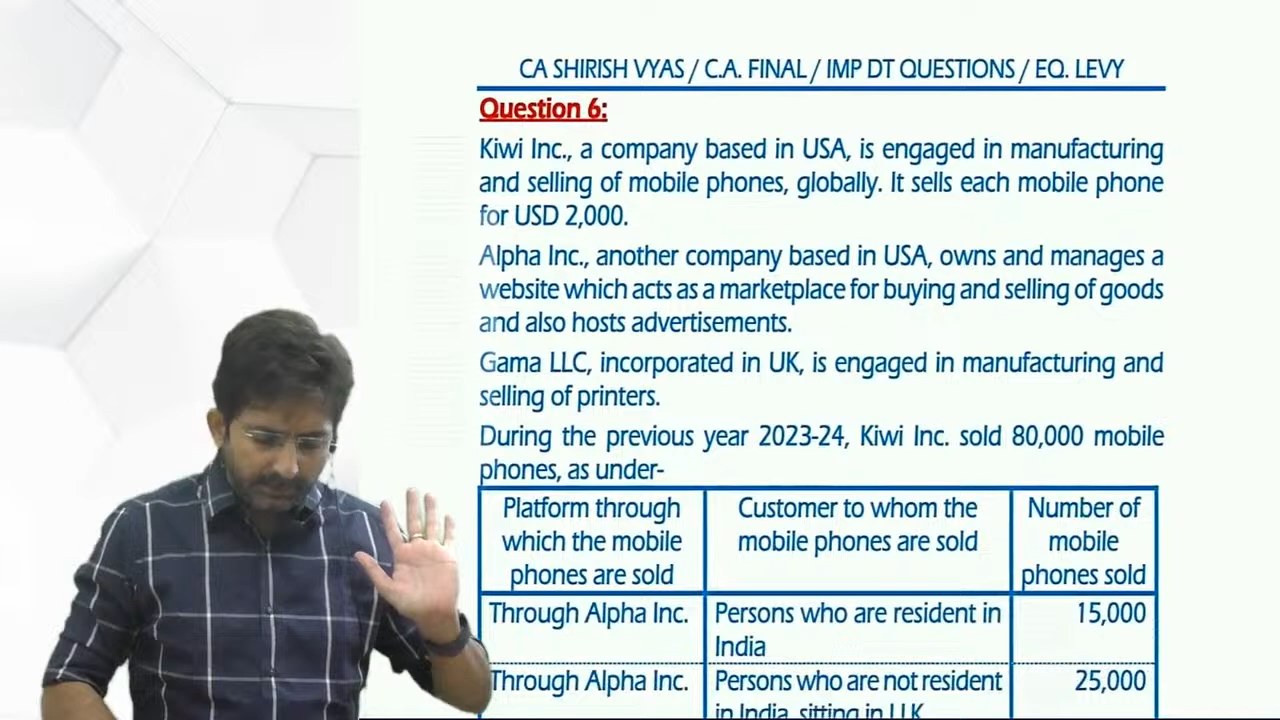 CA SHIRISH VYAS / C.A. FINAL / IMP DT QUESTIONS / EQ. LEVY
Question 6:
Kiwi Inc., a company based in USA, is engaged in manufacturing
and selling of mobile phones, globally. It sells each mobile phone
for USD 2,000.
Alpha Inc., another company based in USA, owns and manages a
website which acts as a marketplace for buying and selling of goods
and also hosts advertisements.
Gama LLC, incorporated in UK, is engaged in manufacturing and
selling of printers.
During the previous year 2023-24, Kiwi Inc. sold 80,000 mobile
phones, as under-
Platform through
which the mobile
phones are sold
Customer to whom the
mobile phones are sold
Number of
mobile
phones sold
Through Alpha Inc.
Persons who are resident in
India
15,000
Through Alpha Inc.
Persons who are not resident
in India, sitting in U.K.
25,000